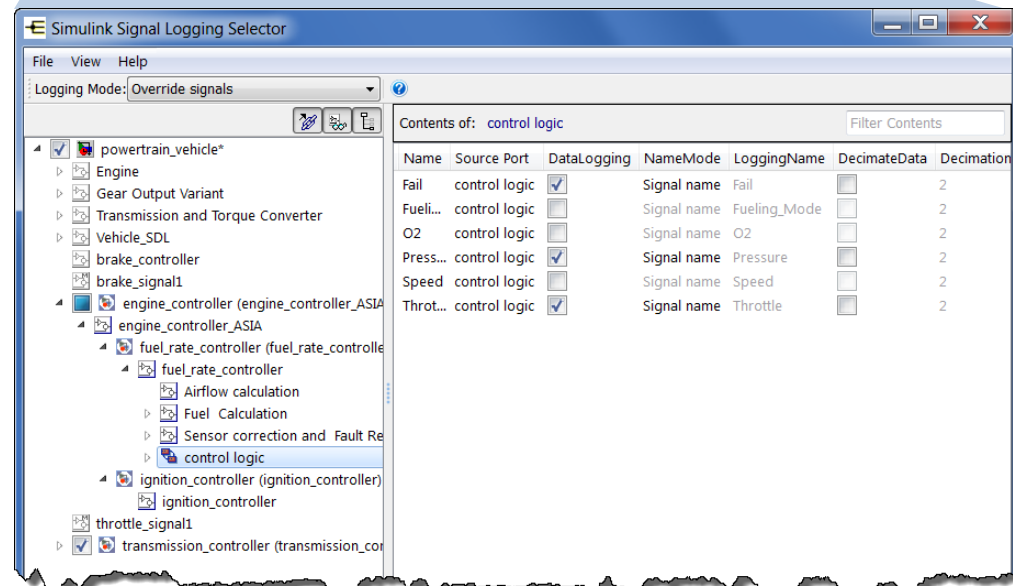 Simulink Signal Logging Selector
File View Help
Logging Mode: Override signals
Contents of: control logic Filter Contents
Name Source Port DataLogging NameMode LoggingName DecimateData Decimation
Fail control logic Signal name Fail 2
Fueli... control logic Signal name Fueling_Mode 2
O2 control logic Signal name O2 2
Press... control logic Signal name Pressure 2
Speed control logic Signal name Speed 2
Throt... control logic Signal name Throttle 2
powertrain_vehicle*
Engine
Gear Output Variant
Transmission and Torque Converter
Vehicle_SDL
brake_controller
brake_signal1
engine_controller (engine_controller_ASIA
engine_controller_ASIA
fuel_rate_controller (fuel_rate_controlle
fuel_rate_controller
Airflow calculation
Fuel Calculation
Sensor correction and Fault Re
control logic
ignition_controller (ignition_controller)
ignition_controller
throttle_signal1
transmission_controller (transmission_cor